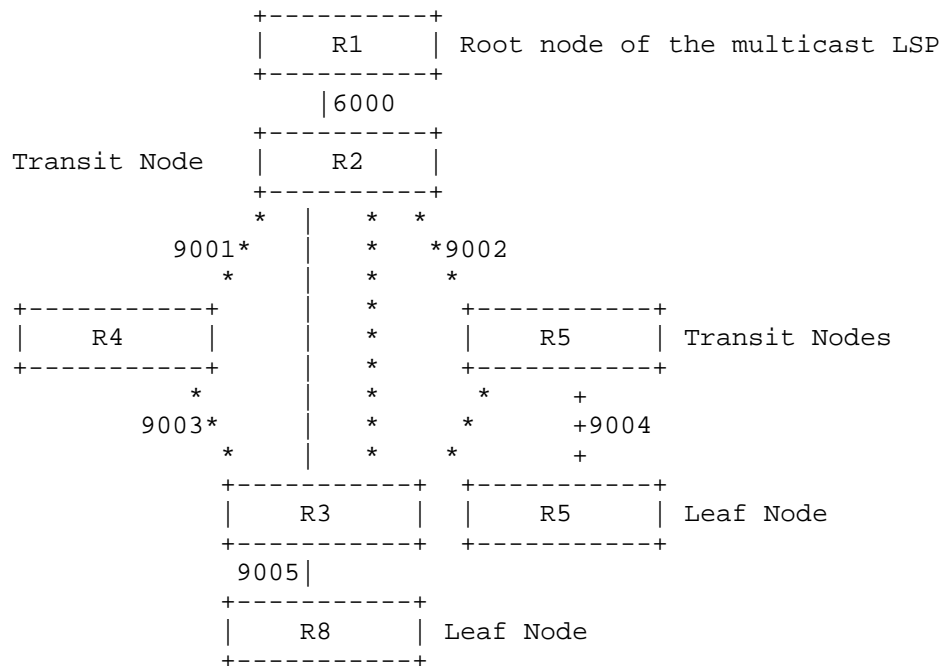 R1 Root node of the multicast LSP
6000
Transit Node R2
9001 9002
R4 R5 Transit Nodes
9003 9004
R3 R5 Leaf Node
9005
R8 Leaf Node